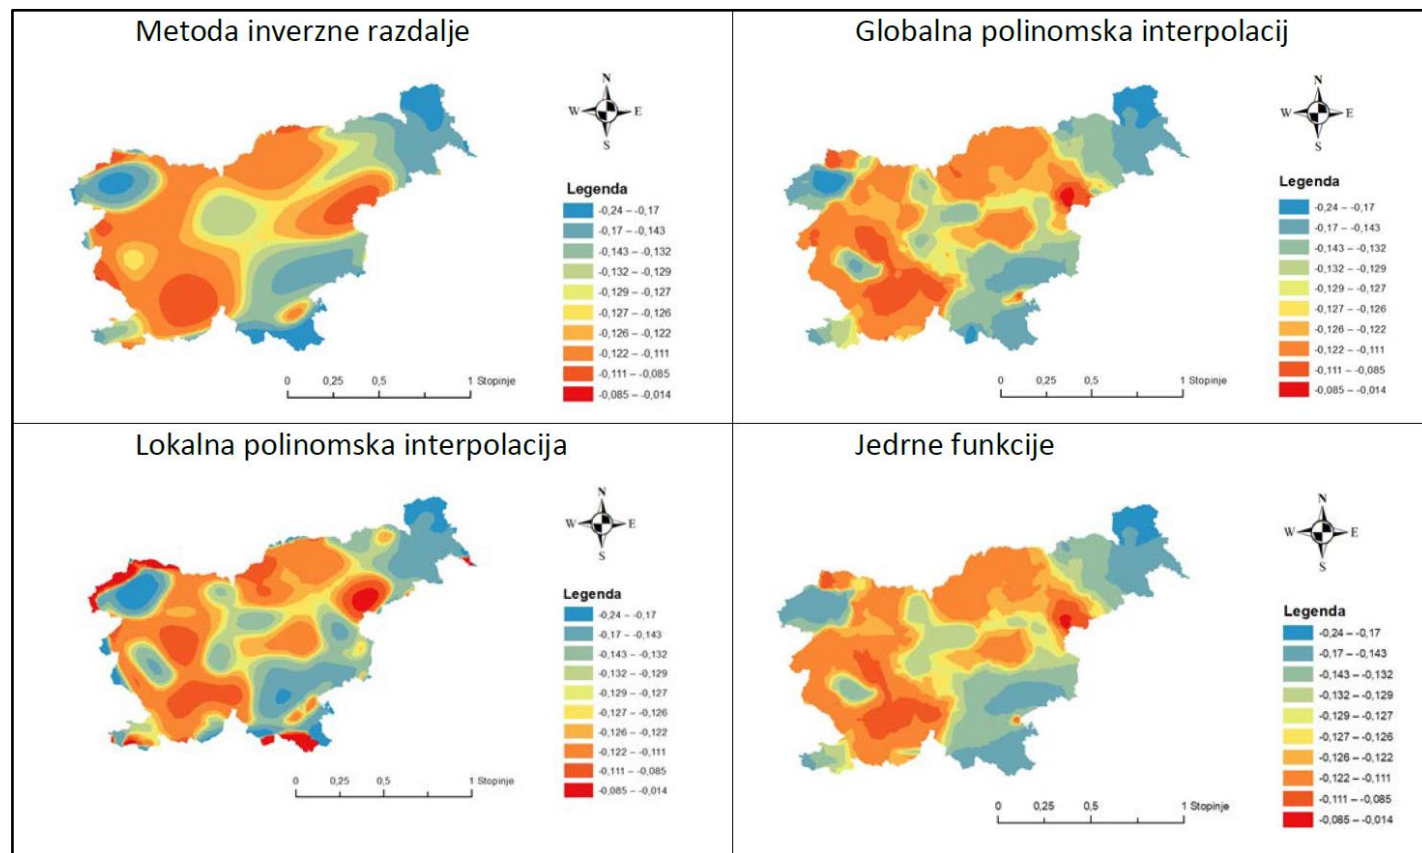 Metoda inverzne razdalje
N
W E
S
Legenda
-0,24 – -0,17
-0,17 – -0,143
-0,143 – -0,132
-0,132 – -0,129
-0,129 – -0,127
-0,127 – -0,126
-0,126 – -0,122
-0,122 – -0,111
-0,111 – -0,085
-0,085 – -0,014
0 0,25 0,5 1 Stopinje
Globalna polinomska interpolacij
N
W E
S
Legenda
-0,24 – -0,17
-0,17 – -0,143
-0,143 – -0,132
-0,132 – -0,129
-0,129 – -0,127
-0,127 – -0,126
-0,126 – -0,122
-0,122 – -0,111
-0,111 – -0,085
-0,085 – -0,014
0 0,25 0,5 1 Stopinje
Lokalna polinomska interpolacija
N
W E
S
Legenda
-0,24 – -0,17
-0,17 – -0,143
-0,143 – -0,132
-0,132 – -0,129
-0,129 – -0,127
-0,127 – -0,126
-0,126 – -0,122
-0,122 – -0,111
-0,111 – -0,085
-0,085 – -0,014
0 0,25 0,5 1 Stopinje
Jedrne funkcije
N
W E
S
Legenda
-0,24 – -0,17
-0,17 – -0,143
-0,143 – -0,132
-0,132 – -0,129
-0,129 – -0,127
-0,127 – -0,126
-0,126 – -0,122
-0,122 – -0,111
-0,111 – -0,085
-0,085 – -0,014
0 0,25 0,5 1 Stopinje